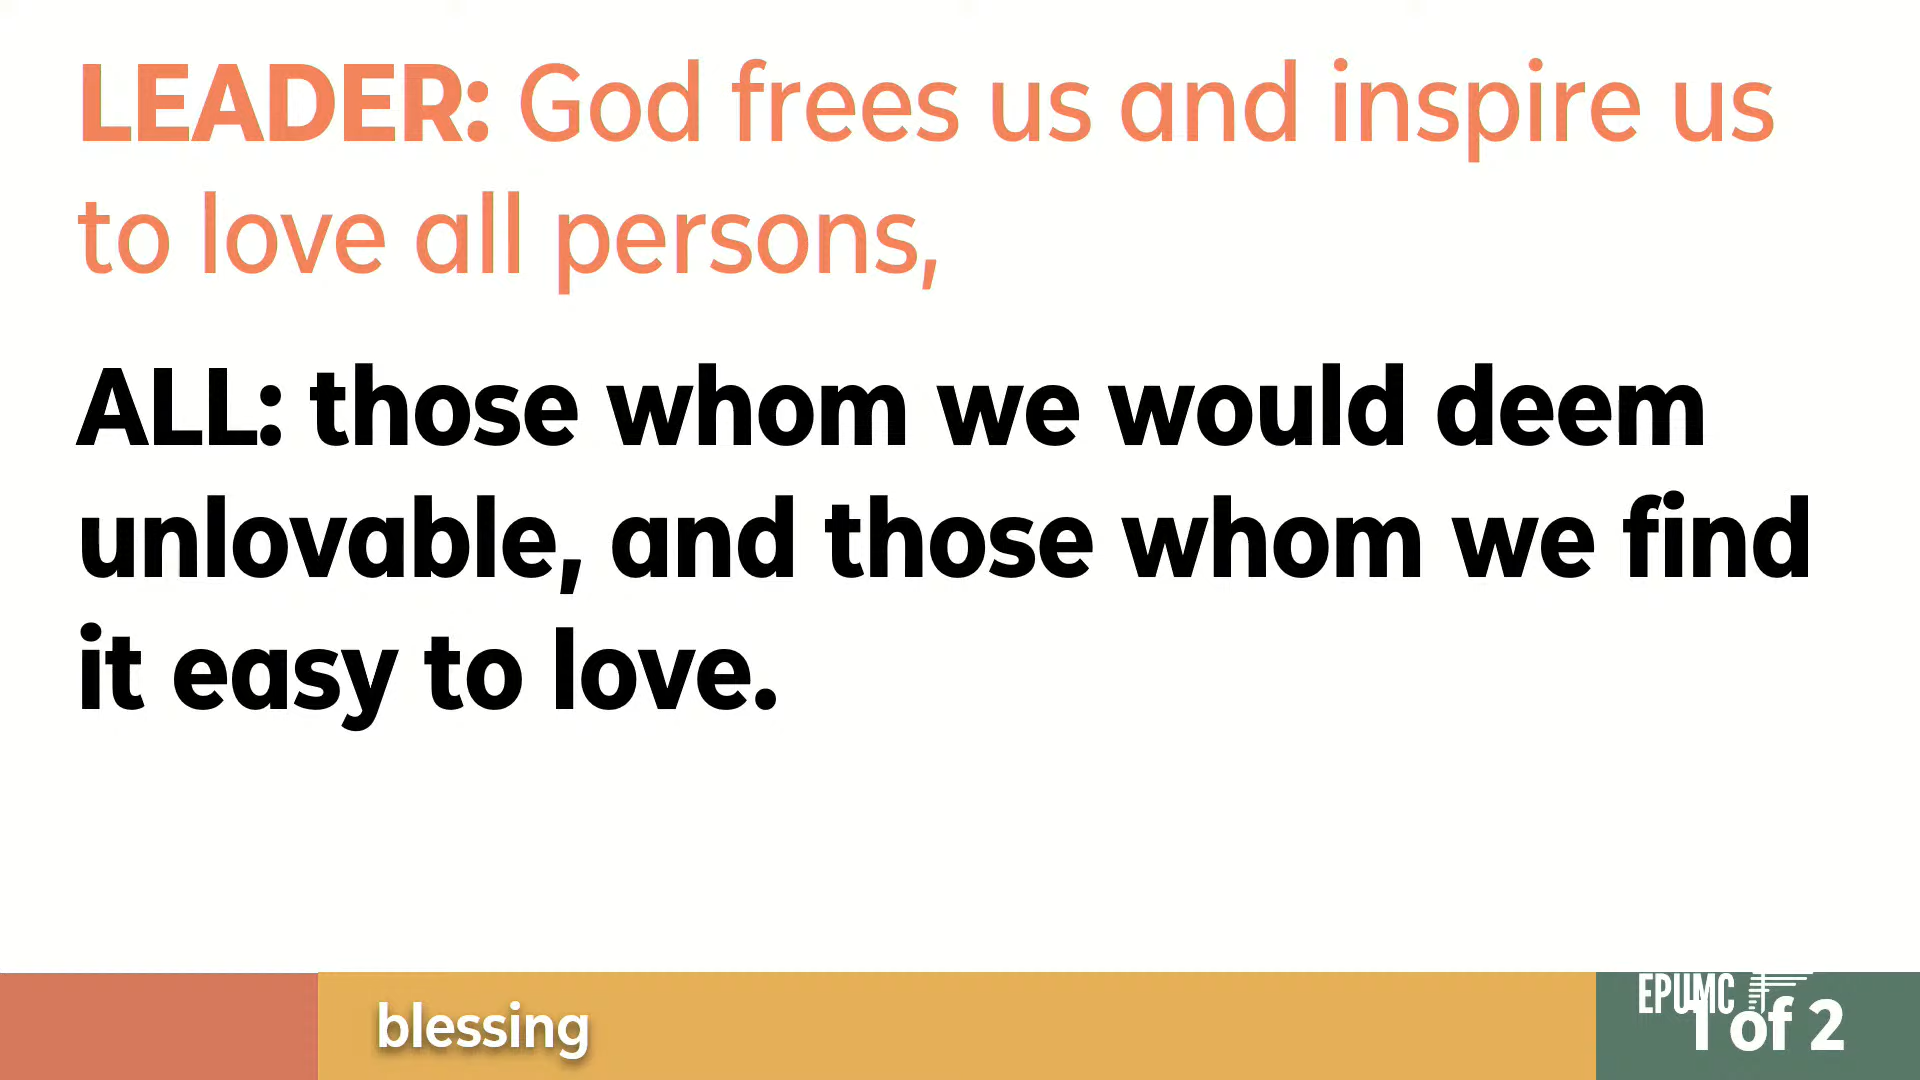 LEADER: God frees us and inspire us
to love all persons,
ALL: those whom we would deem
unlovable, and those whom we find
it easy to love.
blessing
EPUMC
1 of 2